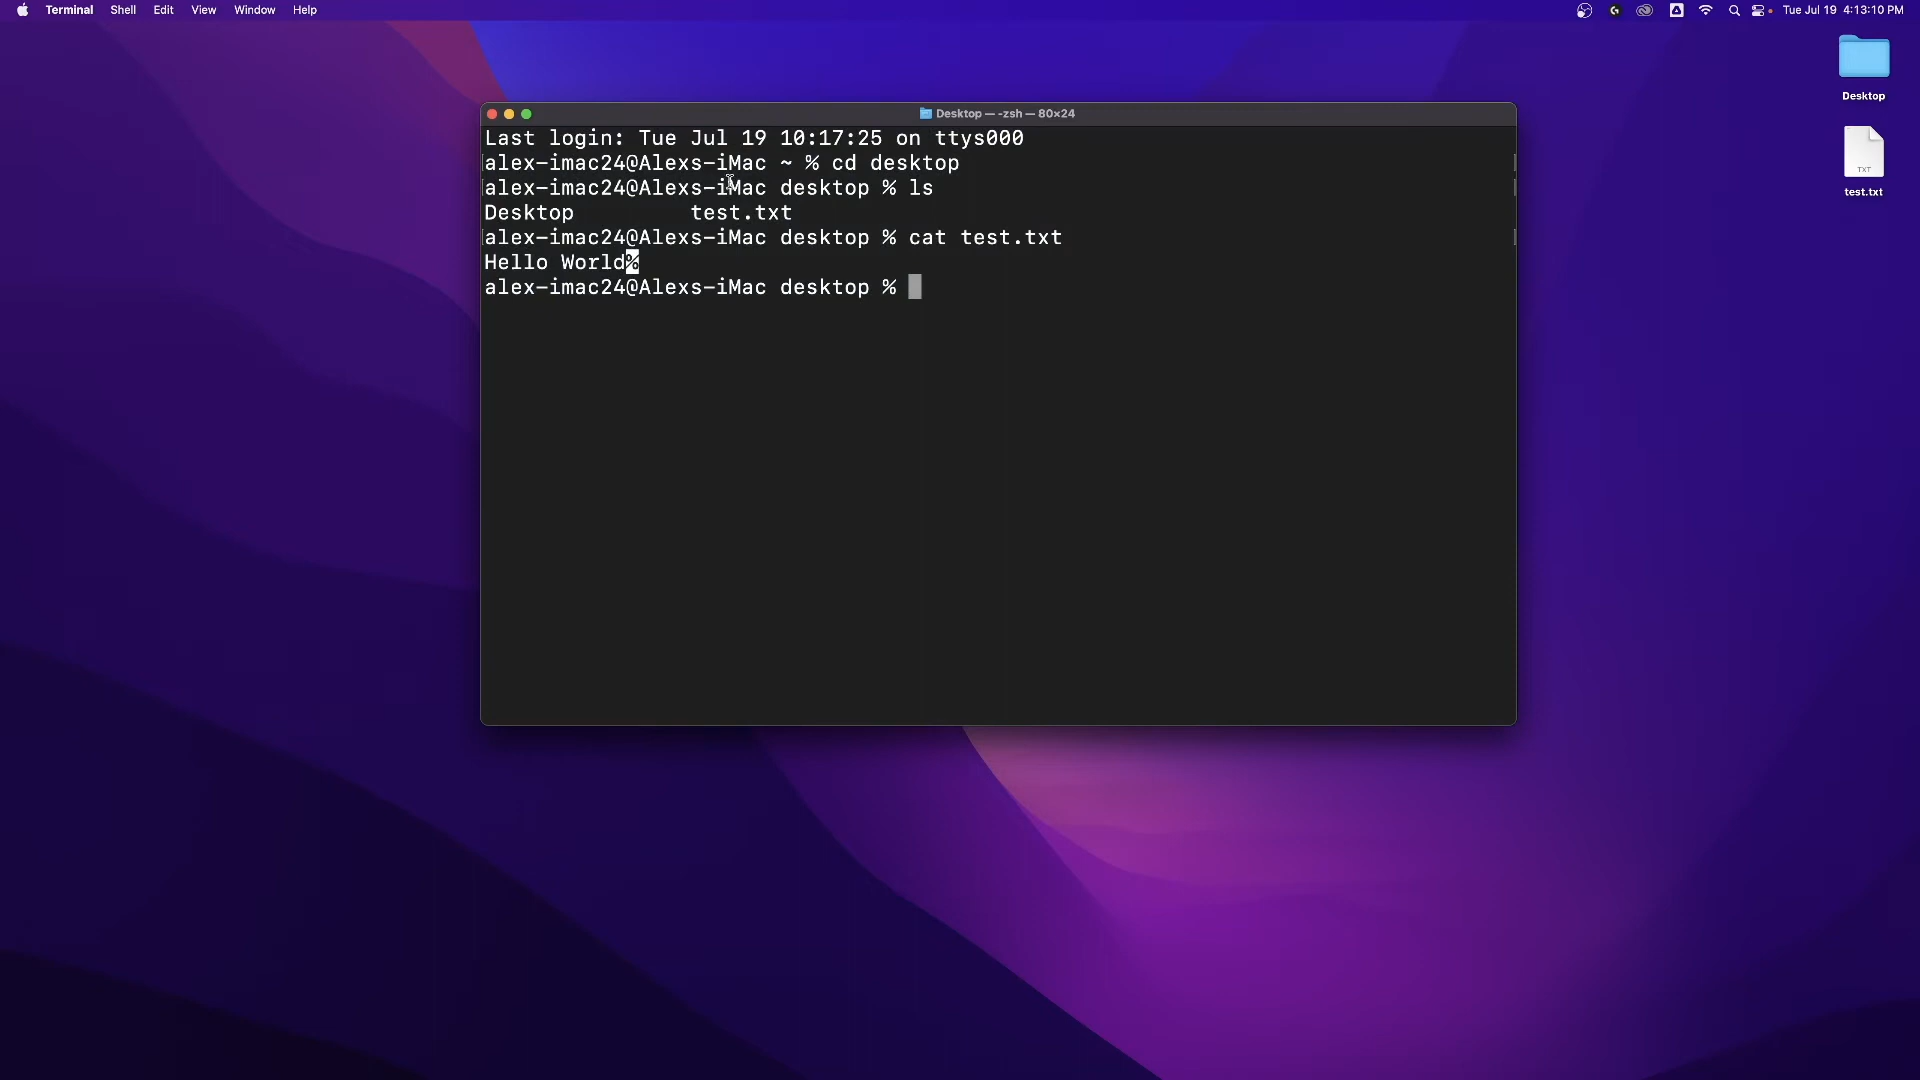 Terminal Shell Edit View Window Help Tue Jul 19 4:13:10 PM
Desktop
TXT
test.txt
Desktop — -zsh — 80×24
Last login: Tue Jul 19 10:17:25 on ttys000
alex-imac24@Alexs-iMac ~ % cd desktop
alex-imac24@Alexs-iMac desktop % ls
Desktop test.txt
alex-imac24@Alexs-iMac desktop % cat test.txt
Hello World%
alex-imac24@Alexs-iMac desktop %